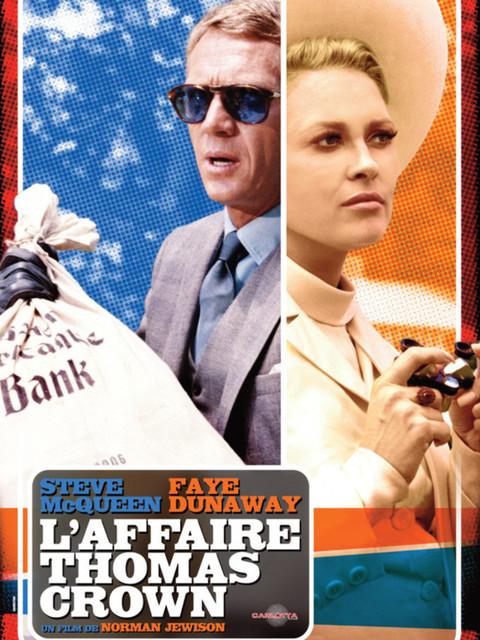 Bank
STEVE FAYE
McQUEEN DUNAWAY
L'AFFAIRE
THOMAS
CROWN
UN FILM DE NORMAN JEWISON
CARLOTTA